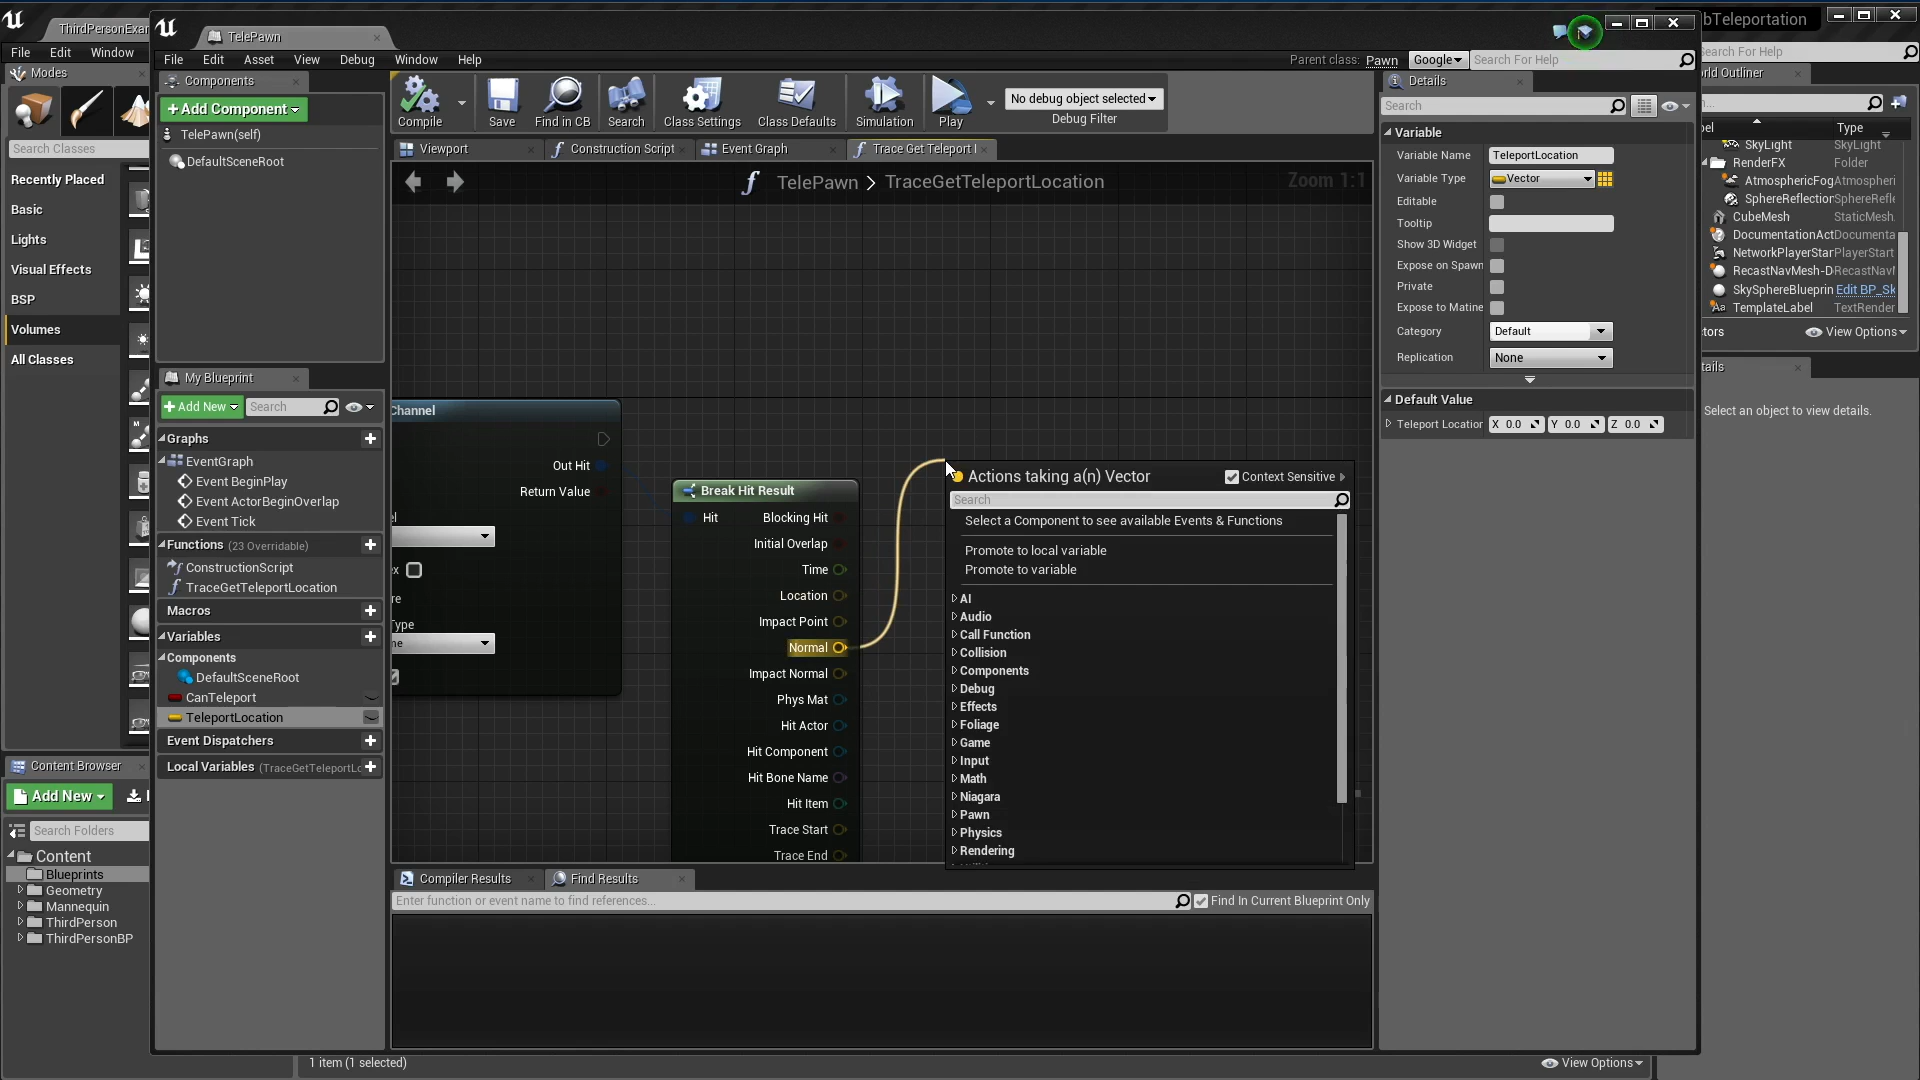 ThirdPersonExa
TelePawn
bTeleportation
File Edit Window
File Edit Asset View Debug Window Help
Parent class: Pawn
Google
Search For Help
Search For Help
Modes
Components
Details
rld Outliner
+Add Component
TelePawn(self)
DefaultSceneRoot
Compile
Save
Find in CB
Search
Class Settings
Class Defaults
Simulation
Play
No debug object selected
Debug Filter
Search
Search Classes
Recently Placed
Basic
Lights
Visual Effects
BSP
Volumes
All Classes
Viewport
Construction Script
Event Graph
Trace Get Teleport
TelePawn > TraceGetTeleportLocation
Zoom 1:1
Variable
Variable Name TeleportLocation
Variable Type Vector
Editable
Tooltip
Show 3D Widget
Expose on Spawn
Private
Expose to Matine
Category Default
Replication None
Default Value
Teleport Location X 0.0 Y 0.0 Z 0.0
bel Type
SkyLight SkyLight
RenderFX Folder
AtmosphericFog Atmospheri
SphereReflection SphereRefle
CubeMesh StaticMesh
DocumentationAct Documenta
NetworkPlayerStar PlayerStart
RecastNavMesh-D RecastNavM
SkySphereBlueprin Edit BP_Sk
TemplateLabel TextRender
tors View Options
tails
Select an object to view details.
My Blueprint
+Add New Search
Graphs
EventGraph
Event BeginPlay
Event ActorBeginOverlap
Event Tick
Functions (23 Overridable)
ConstructionScript
TraceGetTeleportLocation
Macros
Variables
Components
DefaultSceneRoot
CanTeleport
TeleportLocation
Event Dispatchers
Local Variables (TraceGetTeleportLo
Channel
Out Hit
Return Value
el
ex
re
Type
ne
Break Hit Result
Hit Blocking Hit
Initial Overlap
Time
Location
Impact Point
Normal
Impact Normal
Phys Mat
Hit Actor
Hit Component
Hit Bone Name
Hit Item
Trace Start
Trace End
Actions taking a(n) Vector
Context Sensitive
Search
Select a Component to see available Events & Functions
Promote to local variable
Promote to variable
AI
Audio
Call Function
Collision
Components
Debug
Effects
Foliage
Game
Input
Math
Niagara
Pawn
Physics
Rendering
Content Browser
Add New
Search Folders
Content
Blueprints
Geometry
Mannequin
ThirdPerson
ThirdPersonBP
Compiler Results
Find Results
Enter function or event name to find references...
Find In Current Blueprint Only
1 item (1 selected)
View Options